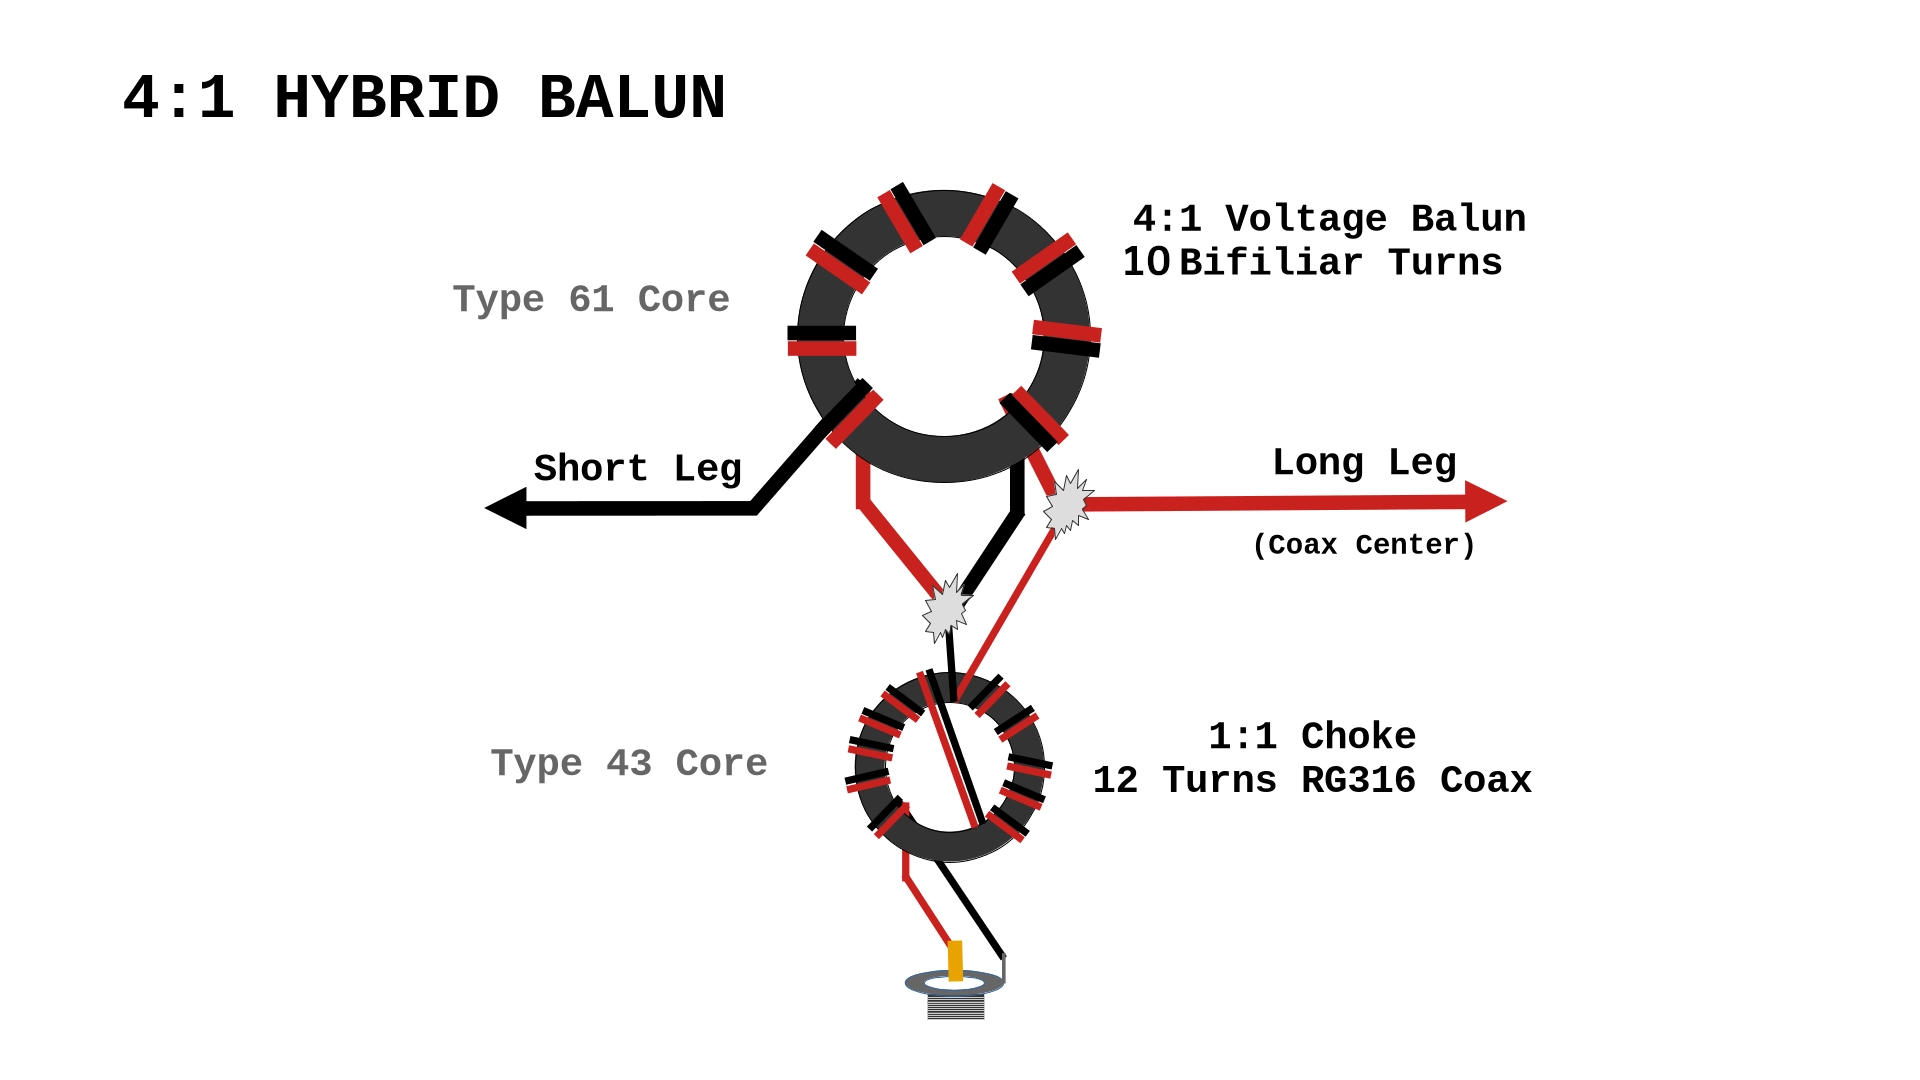 4:1 HYBRID BALUN
4:1 Voltage Balun
10 Bifiliar Turns
Type 61 Core
Short Leg
Long Leg
(Coax Center)
Type 43 Core
1:1 Choke
12 Turns RG316 Coax